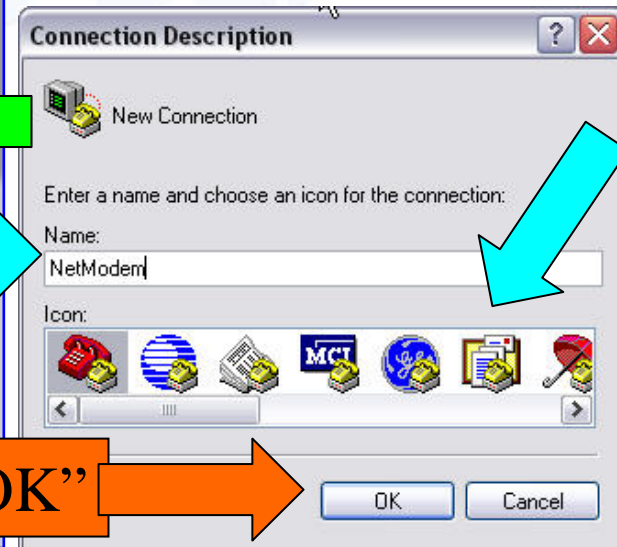 Connection Description
New Connection
Enter a name and choose an icon for the connection:
Name:
NetModem
Icon:
MCI
OK”
OK
Cancel